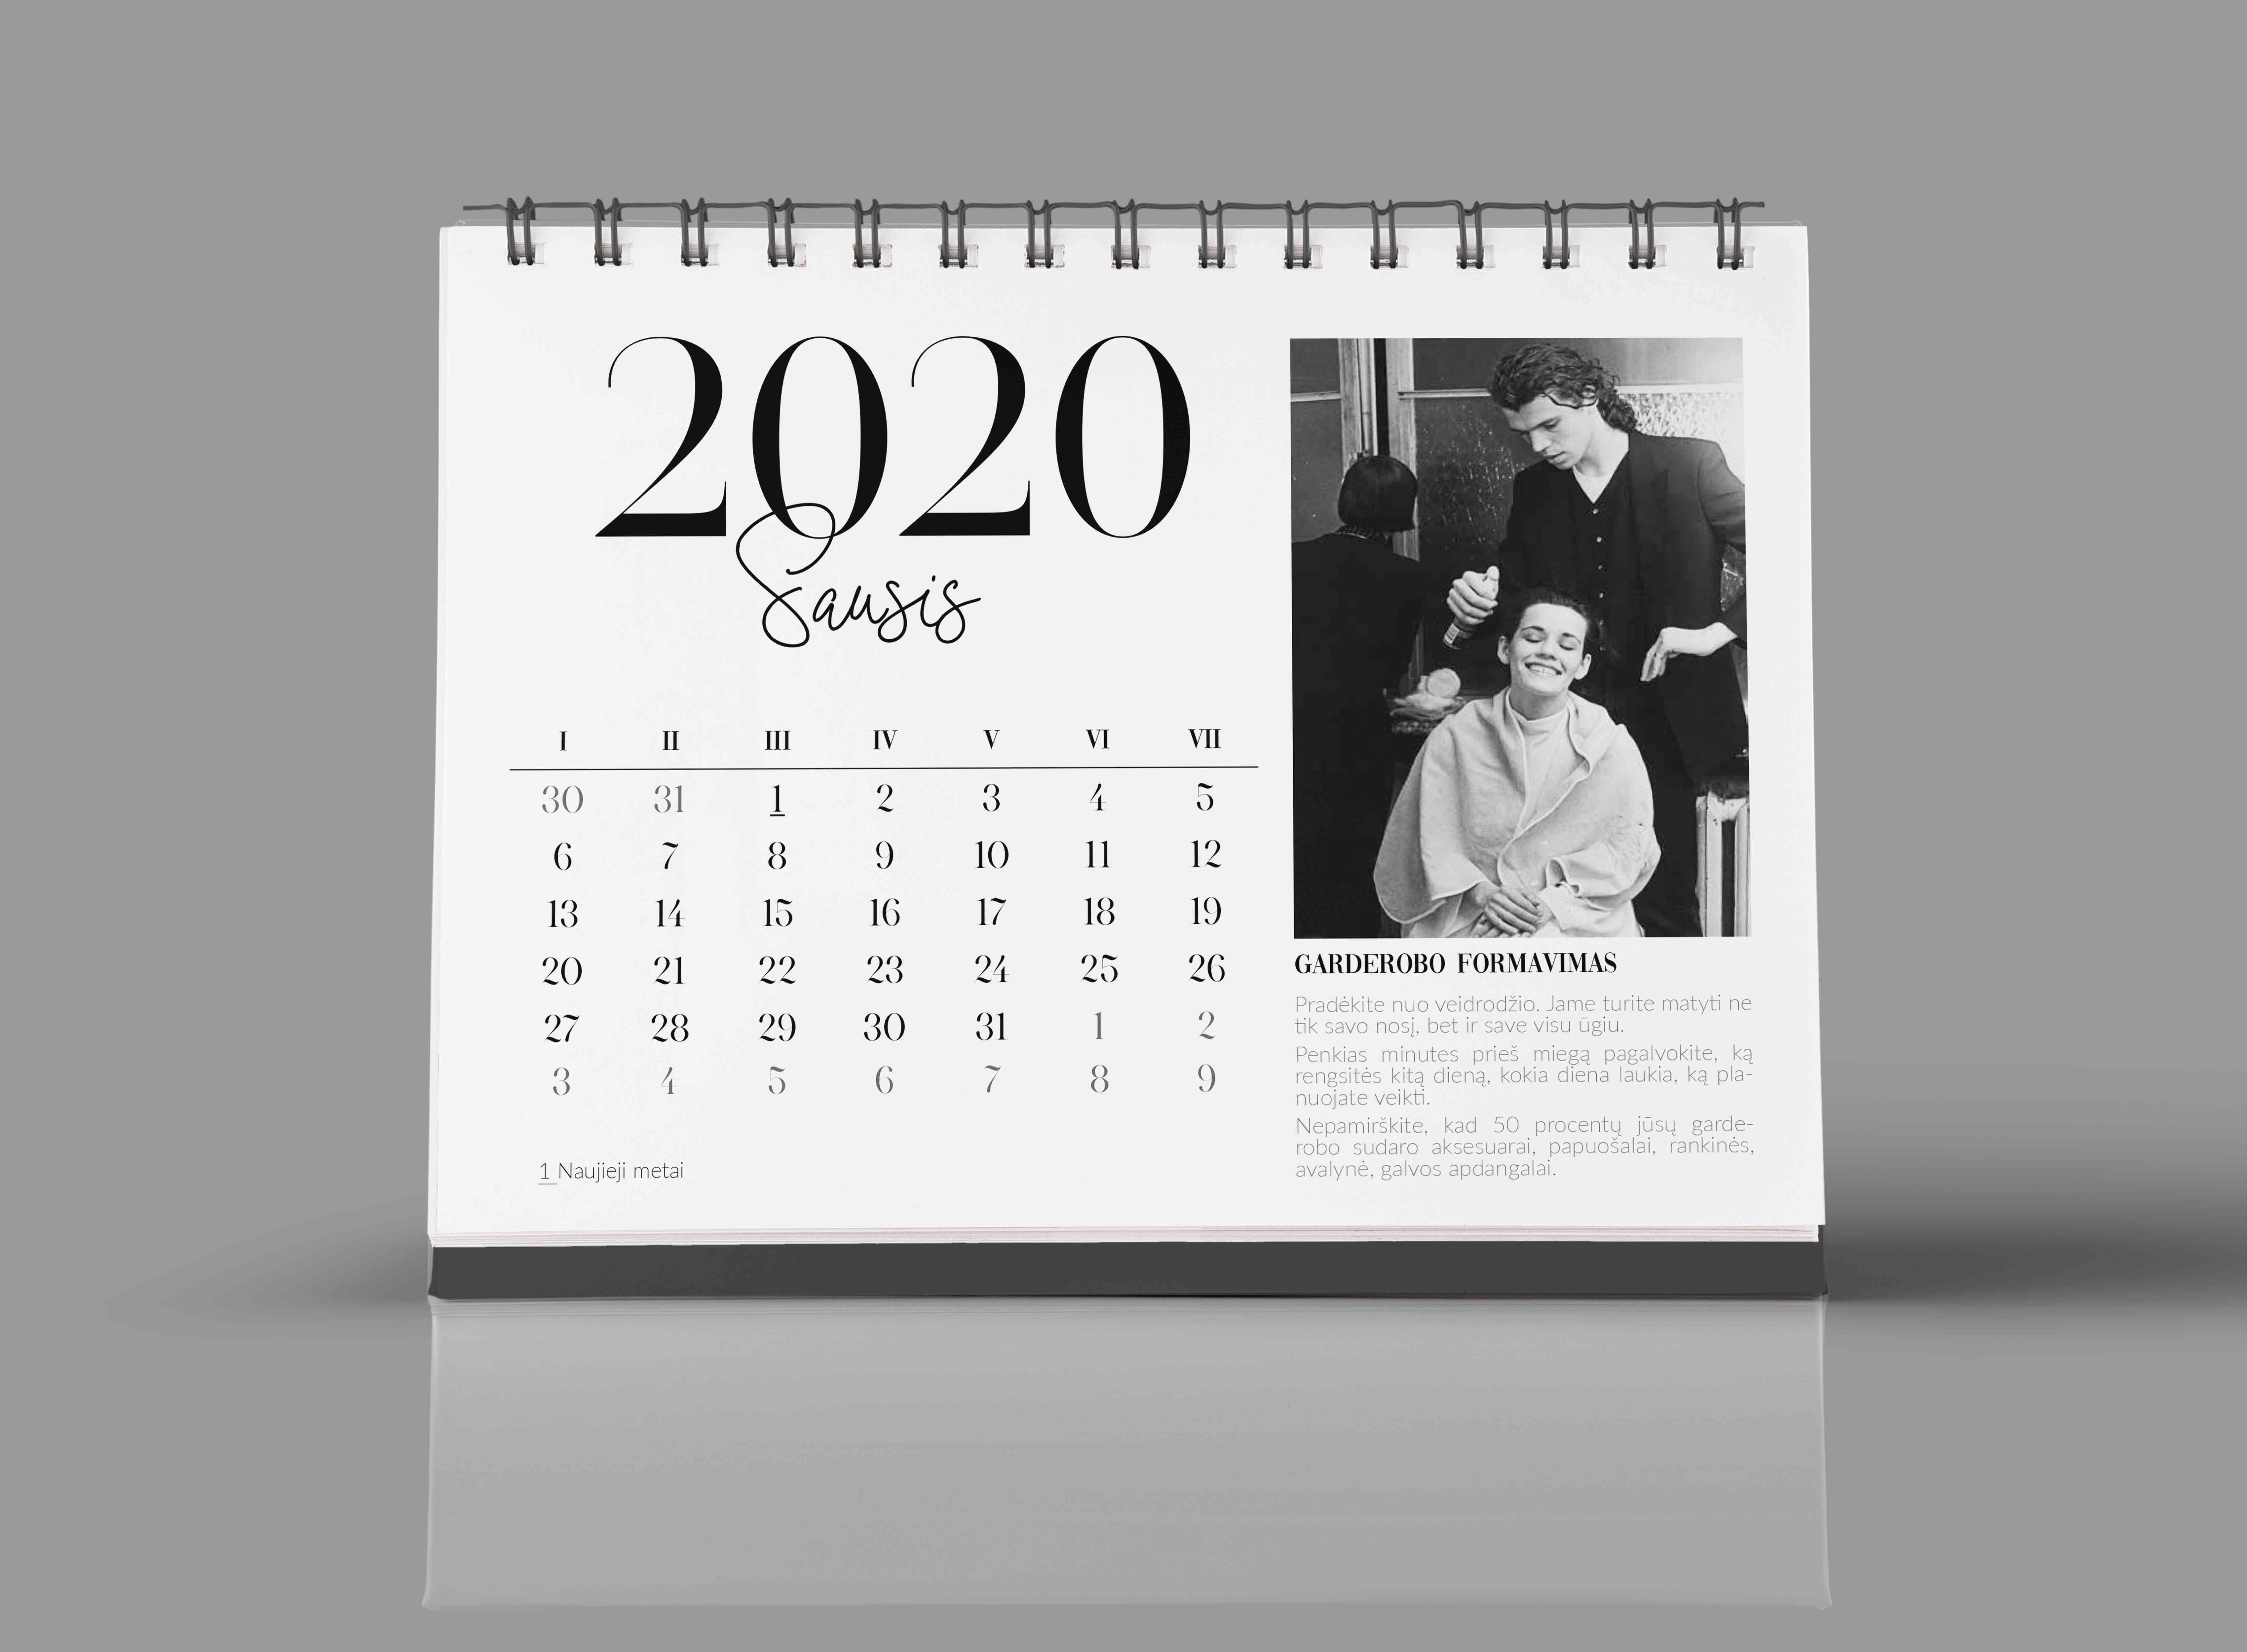 2020
Sausis
I II III IV V VI VII
30 31 1 2 3 4 5
6 7 8 9 10 11 12
13 14 15 16 17 18 19
20 21 22 23 24 25 26
27 28 29 30 31 1 2
3 4 5 6 7 8 9
1 Naujieji metai
GARDEROBO FORMAVIMAS
Pradėkite nuo veidrodžio. Jame turite matyti ne
tik savo nosį, bet ir save visu ūgiu.
Penkias minutes prieš miegą pagalvokite, ką
rengsitės kitą dieną, kokia diena laukia, ką pla-
nuojate veikti.
Nepamirškite, kad 50 procentų jūsų garde-
robo sudaro aksesuarai, papuošalai, rankinės,
avalynė, galvos apdangalai.